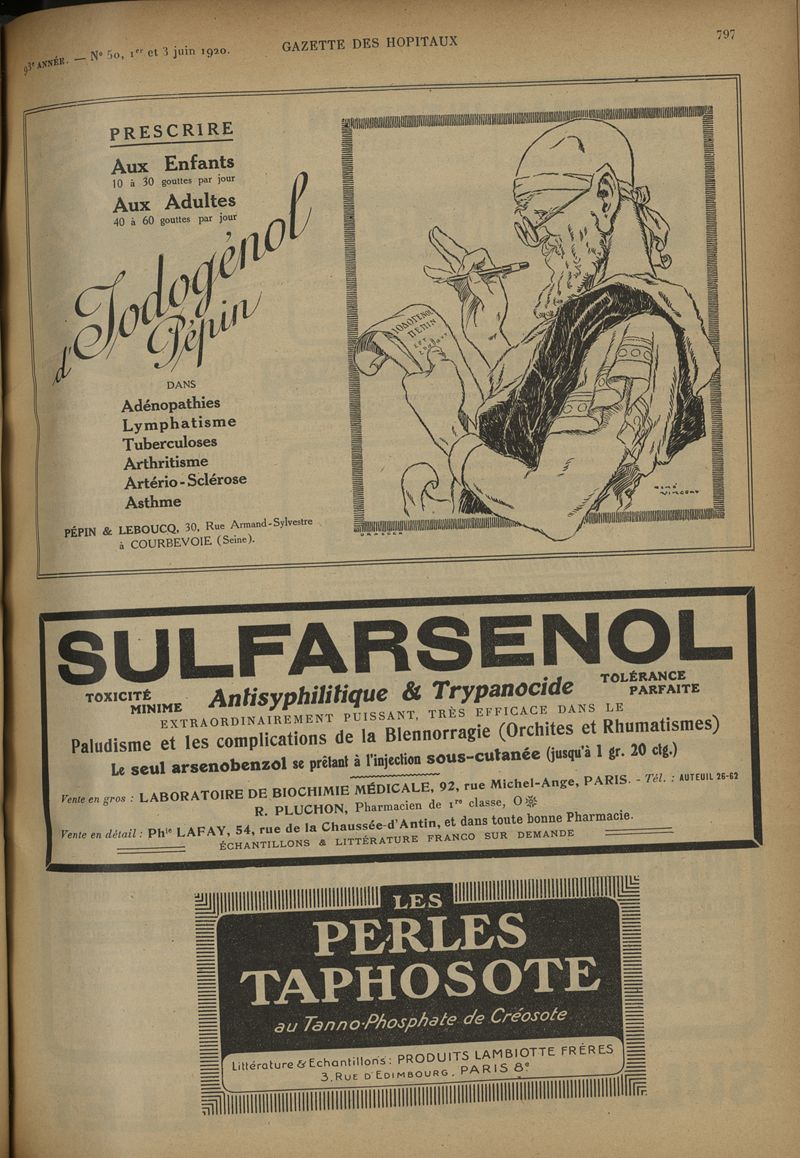 93e ANNÉE. — No 50, 1er et 3 juin 1920.
GAZETTE DES HOPITAUX
797
PRESCRIRE
Aux Enfants
10 à 30 gouttes par jour
Aux Adultes
40 à 60 gouttes par jour
d'Iodogénol
Pépin
DANS
Adénopathies
Lymphatisme
Tuberculoses
Arthritisme
Artério-Sclérose
Asthme
PÉPIN & LEBOUCQ, 30, Rue Armand-Sylvestre
à COURBEVOIE (Seine).
IODOGENOL
PEPIN
RENÉ
VINCENT
DRAEGER
SULFARSENOL
TOXICITÉ
MINIME
Antisyphilitique & Trypanocide
TOLÉRANCE
PARFAITE
EXTRAORDINAIREMENT PUISSANT, TRÈS EFFICACE DANS LE
Paludisme et les complications de la Blennorragie (Orchites et Rhumatismes)
Le seul arsenobenzol se prêtant à l'injection sous-cutanée (jusqu'à 1 gr. 20 ctg.)
Vente en gros : LABORATOIRE DE BIOCHIMIE MÉDICALE, 92, rue Michel-Ange, PARIS. - Tél. : AUTEUIL 26-62
R. PLUCHON, Pharmacien de 1re classe, O
Vente en détail : Phie LAFAY, 54, rue de la Chaussée-d'Antin, et dans toute bonne Pharmacie.
ÉCHANTILLONS & LITTÉRATURE FRANCO SUR DEMANDE
LES
PERLES
TAPHOSOTE
au Tanno-Phosphate de Créosote
Littérature & Echantillons : PRODUITS LAMBIOTTE FRÈRES
3, RUE D'EDIMBOURG. PARIS 8e